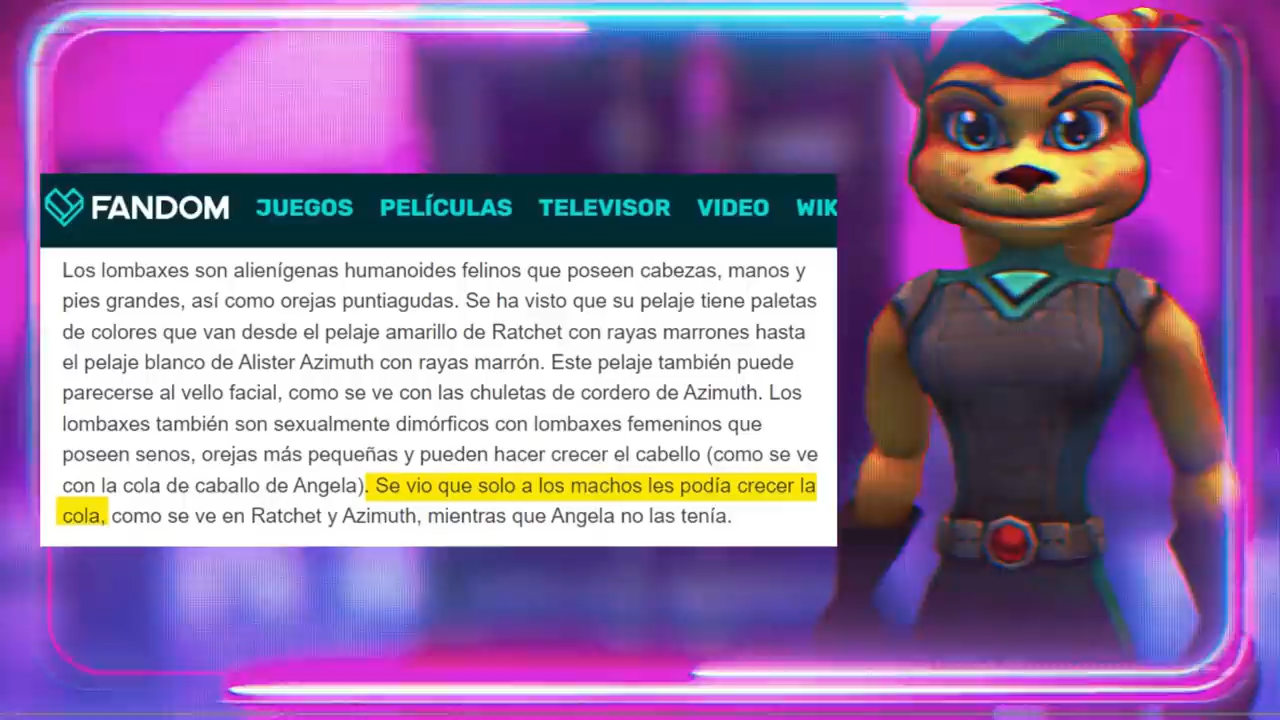 FANDOM JUEGOS PELÍCULAS TELEVISOR VIDEO WIK
Los lombaxes son alienígenas humanoides felinos que poseen cabezas, manos y
pies grandes, así como orejas puntiagudas. Se ha visto que su pelaje tiene paletas
de colores que van desde el pelaje amarillo de Ratchet con rayas marrones hasta
el pelaje blanco de Alister Azimuth con rayas marrón. Este pelaje también puede
parecerse al vello facial, como se ve con las chuletas de cordero de Azimuth. Los
lombaxes también son sexualmente dimórficos con lombaxes femeninos que
poseen senos, orejas más pequeñas y pueden hacer crecer el cabello (como se ve
con la cola de caballo de Angela). Se vio que solo a los machos les podía crecer la
cola, como se ve en Ratchet y Azimuth, mientras que Angela no las tenía.